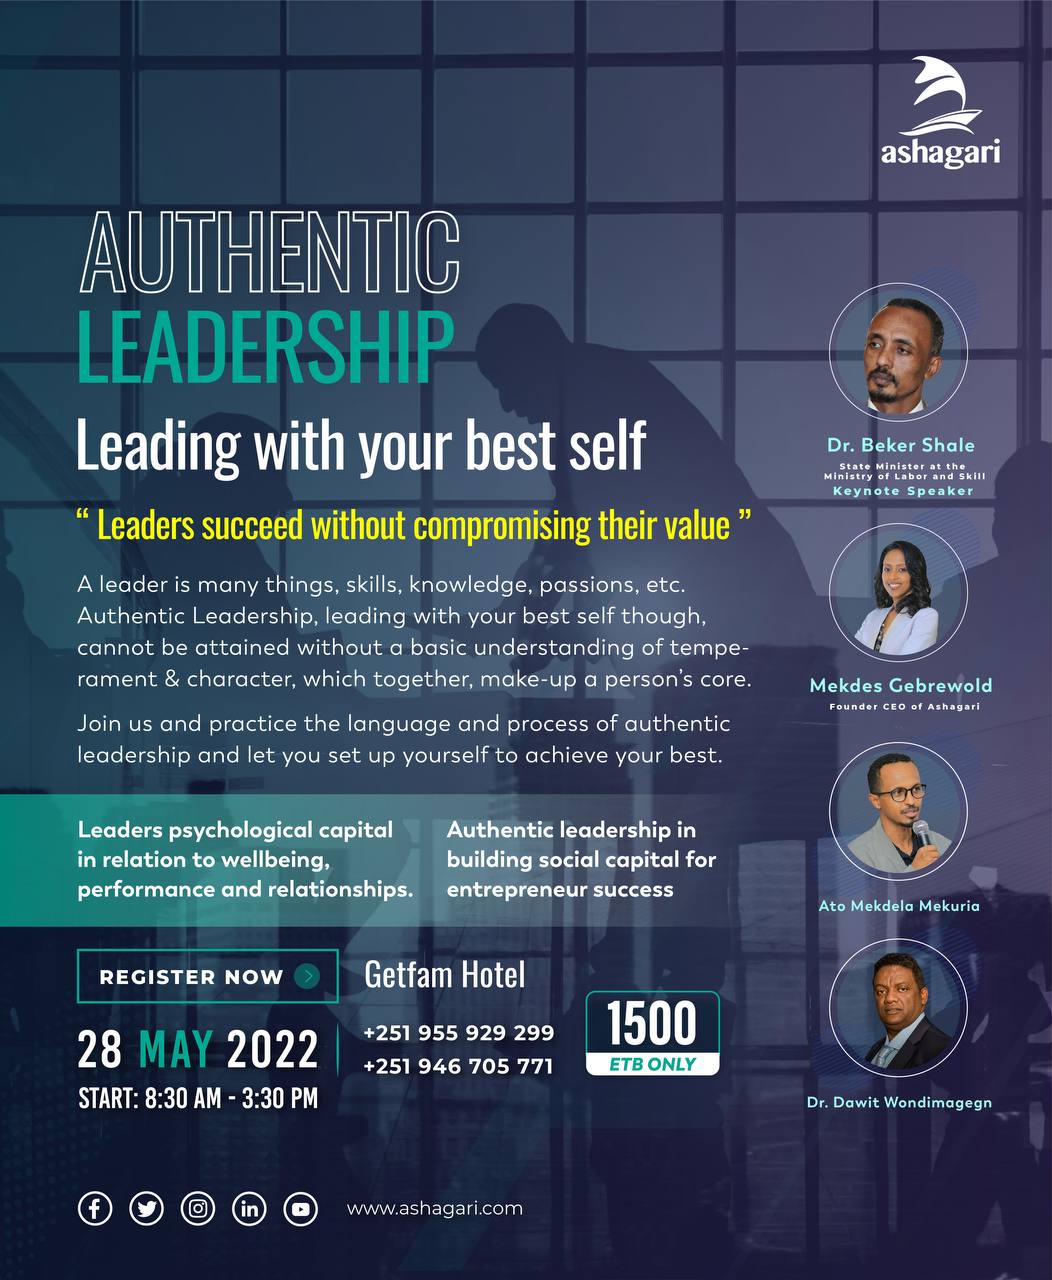 ashagari
AUTHENTIC
LEADERSHIP
Leading with your best self
“ Leaders succeed without compromising their value ”
A leader is many things, skills, knowledge, passions, etc.
Authentic Leadership, leading with your best self though,
cannot be attained without a basic understanding of tempe-
rament & character, which together, make-up a person's core.
Join us and practice the language and process of authentic
leadership and let you set up yourself to achieve your best.
Leaders psychological capital
in relation to wellbeing,
performance and relationships.
Authentic leadership in
building social capital for
entrepreneur success
REGISTER NOW
28 MAY 2022
START: 8:30 AM - 3:30 PM
Getfam Hotel
+251 955 929 299
+251 946 705 771
1500
ETB ONLY
Dr. Beker Shale
State Minister at the
Ministry of Labor and Skill
Keynote Speaker
Mekdes Gebrewold
Founder CEO of Ashagari
Ato Mekdela Mekuria
Dr. Dawit Wondimagegn
www.ashagari.com